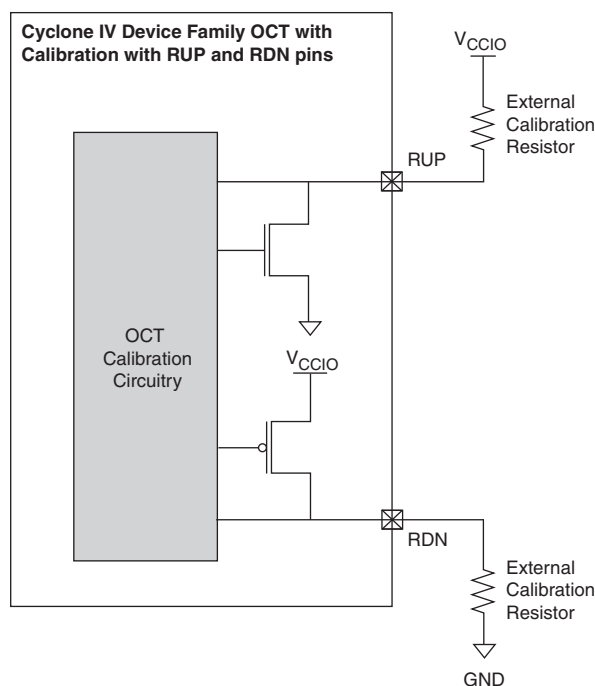 Cyclone IV Device Family OCT with
Calibration with RUP and RDN pins
VCCIO
External
Calibration
Resistor
RUP
OCT
Calibration
Circuitry
VCCIO
RDN
External
Calibration
Resistor
GND